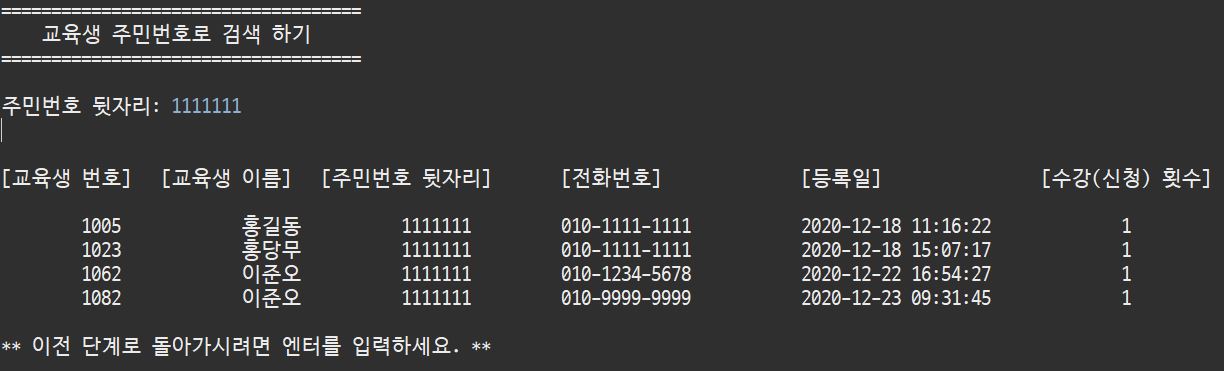 ====================================
교육생 주민번호로 검색 하기
====================================
주민번호 뒷자리: 1111111
[교육생 번호] [교육생 이름] [주민번호 뒷자리] [전화번호] [등록일] [수강(신청) 횟수]
1005 홍길동 1111111 010-1111-1111 2020-12-18 11:16:22 1
1023 홍당무 1111111 010-1111-1111 2020-12-18 15:07:17 1
1062 이준오 1111111 010-1234-5678 2020-12-22 16:54:27 1
1082 이준오 1111111 010-9999-9999 2020-12-23 09:31:45 1
** 이전 단계로 돌아가시려면 엔터를 입력하세요. **